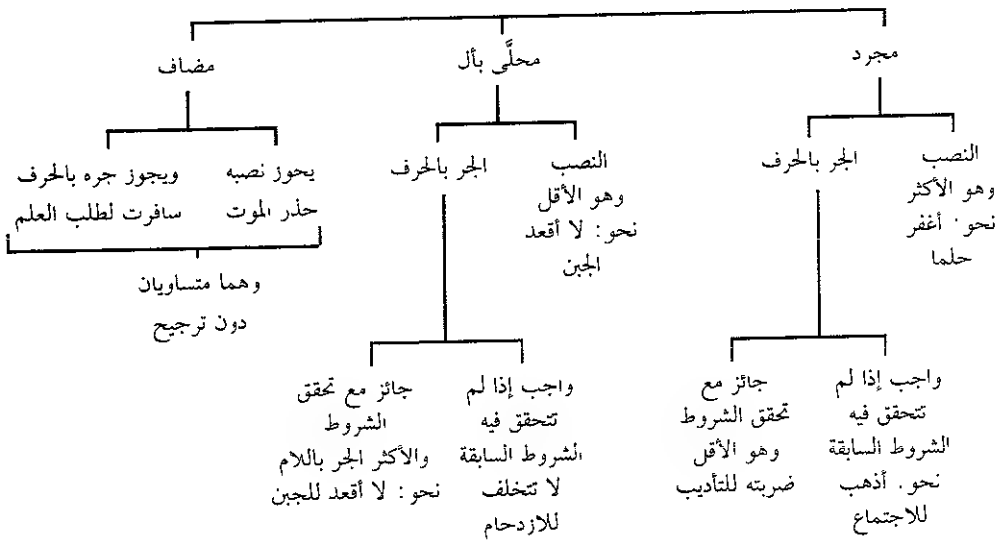 مجرد
محلَّى بأل
مضاف
النصب
وهو الأكثر
نحو ٠ أغفر
حلما
الجر بالحرف
واجب إذا لم
تتحقق فيه
الشروط السابقة
نحو . أذهب
للاجتماع
جائز مع
تحقق الشروط
وهو الأقل
ضربته للتأديب
النصب
وهو الأقل
نحو : لا أقعد
الجبن
الجر بالحرف
واجب إذا لم
تتحقق فيه
الشروط السابقة
لا تتخلف
للازدحام
جائز مع تحقق
الشروط
والأكثر الجر باللام
نحو : لا أقعد للجبن
يحوز نصبه
حذر الموت
ويجوز جره بالحرف
سافرت لطلب العلم
وهما متساويان
دون ترجيح